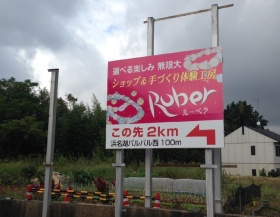 選べる楽しみ 無限大
ショップ&手づくり体験工房
Ruber
ルーベラ
この先 2km
浜名湖パルパル西 100m